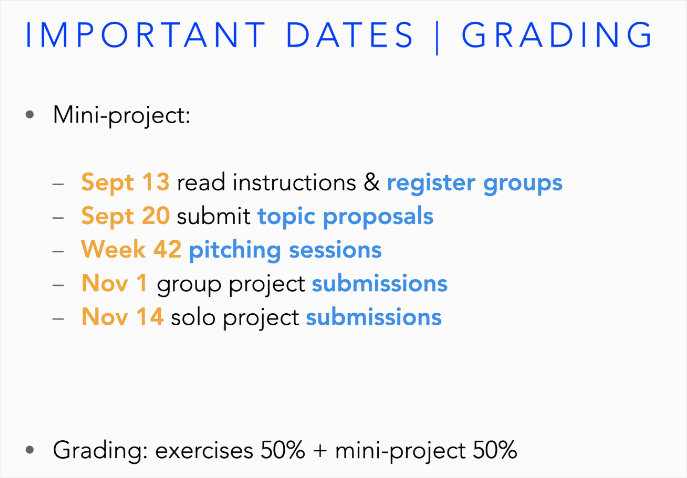 IMPORTANT DATES | GRADING
• Mini-project:
– Sept 13 read instructions & register groups
– Sept 20 submit topic proposals
– Week 42 pitching sessions
– Nov 1 group project submissions
– Nov 14 solo project submissions
• Grading: exercises 50% + mini-project 50%